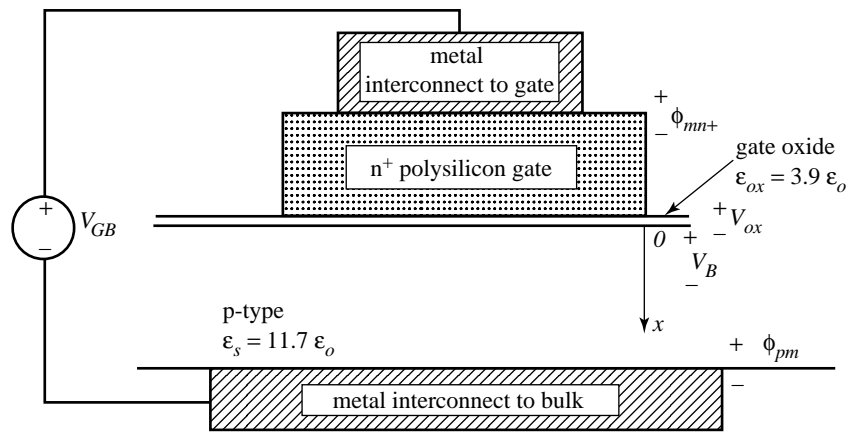 metal
interconnect to gate
+
ϕmn+
–
n+ polysilicon gate
gate oxide
εox = 3.9 εo
+
VGB
–
+
Vox
–
0
+
VB
–
x
p-type
εs = 11.7 εo
+
ϕpm
–
metal interconnect to bulk